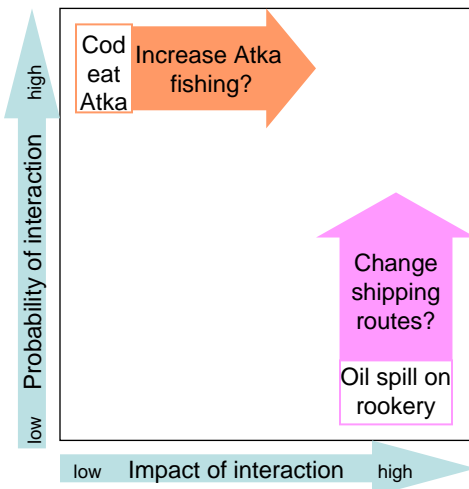 Cod
eat
Atka
Increase Atka
fishing?
Change
shipping
routes?
Oil spill on
rookery
low Probability of interaction high
low Impact of interaction high